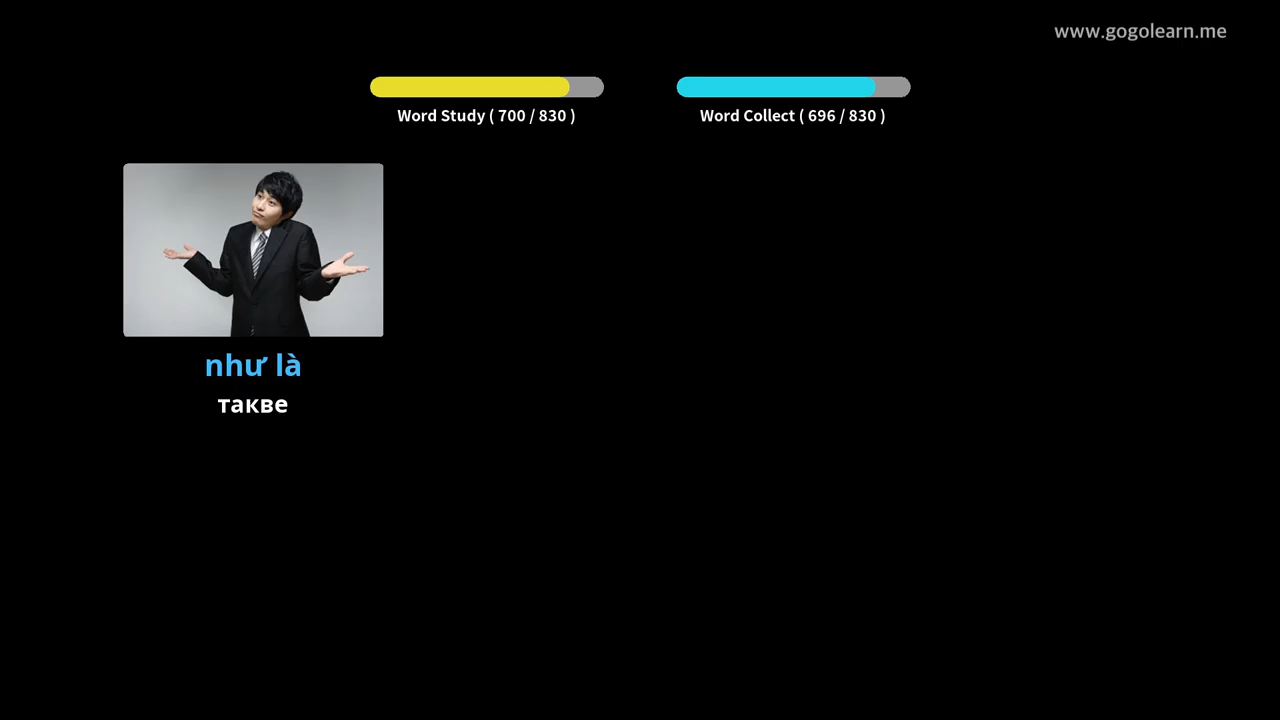 www.gogolearn.me
Word Study ( 700 / 830 )
Word Collect ( 696 / 830 )
như là
такве